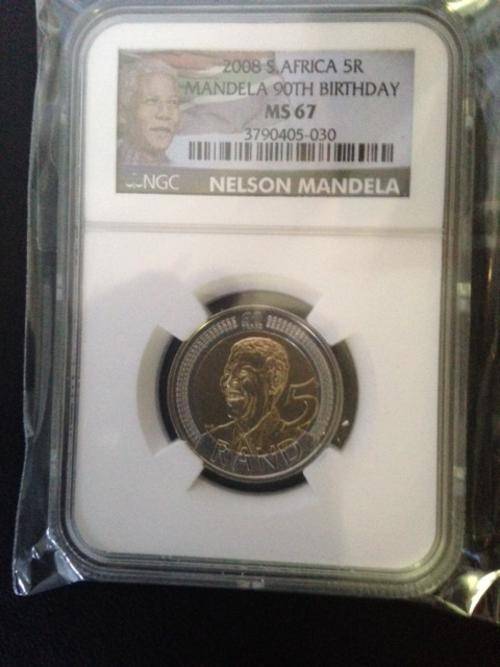 2008 S.AFRICA 5R
MANDELA 90TH BIRTHDAY
MS 67
3790405-030
NGC NELSON MANDELA
5
RAND